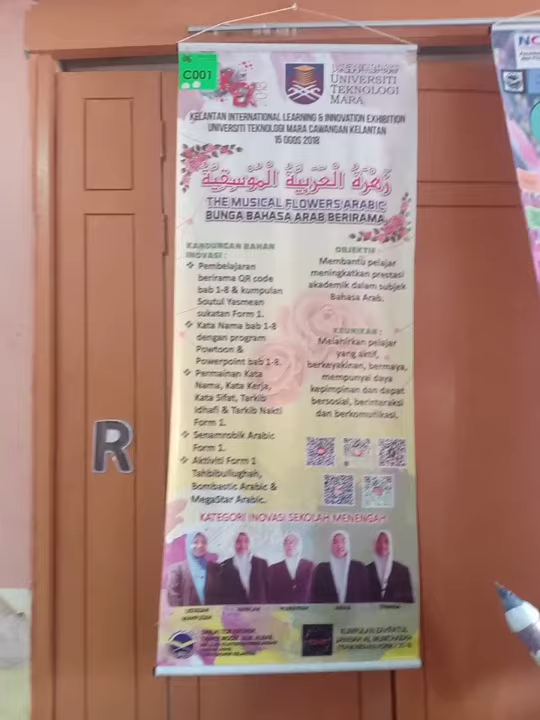 C001
UNIVERSITI
TEKNOLOGI
MARA
KELANTAN INTERNATIONAL LEARNING & INNOVATION EXHIBITION
UNIVERSITI TEKNOLOGI MARA CAWANGAN KELANTAN
15 OGOS 2018
زَهْرَةُ الْعَرَبِيَّةِ الْمُوْسِقِيَّةُ
THE MUSICAL FLOWERS ARABIC
BUNGA BAHASA ARAB BERIRAMA
KANDUNGAN BAHAN
INOVASI :
Pembelajaran
berirama QR code
bab 1-8 & kumpulan
Soutul Yasmean
sukatan Form 1.
Kata Nama bab 1-8
dengan program
Powtoon &
Powerpoint bab 1-8.
Permainan Kata
Nama, Kata Kerja,
Kata Sifat, Tarkib
Idhafi & Tarkib Nakti
Form 1.
Senamrobik Arabic
Form 1.
Aktiviti Form 1
Tahbibullughah,
Bombastic Arabic &
MegaStar Arabic.
OBJEKTIF :
Membantu pelajar
meningkatkan prestasi
akademik dalam subjek
Bahasa Arab.
KEUNIKAN :
Melahirkan pelajar
yang aktif,
berkeyakinan, bermaya,
mempunyai daya
kepimpinan dan dapat
bersosial, berinteraksi
dan berkomunikasi.
KATEGORI INOVASI SEKOLAH MENENGAH
R